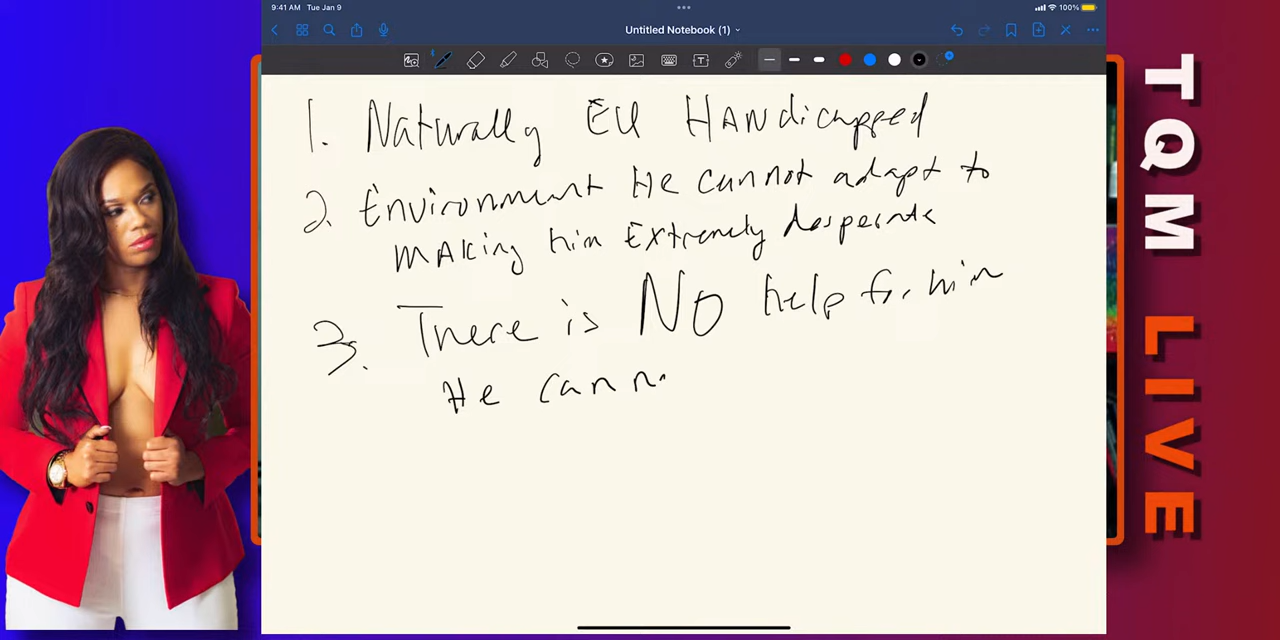 9:41 AM Tue Jan 9
100%
Untitled Notebook (1)
1. Naturally EU HANdicapped
2. Environment He cannot adapt to
making him Extremely desperate
3. There is NO help for him
He cann
TQM LIVE